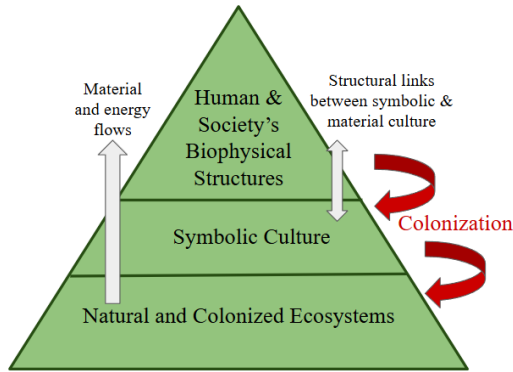 Material
and energy
flows
Human &
Society's
Biophysical
Structures
Structural links
between symbolic &
material culture
Colonization
Symbolic Culture
Natural and Colonized Ecosystems